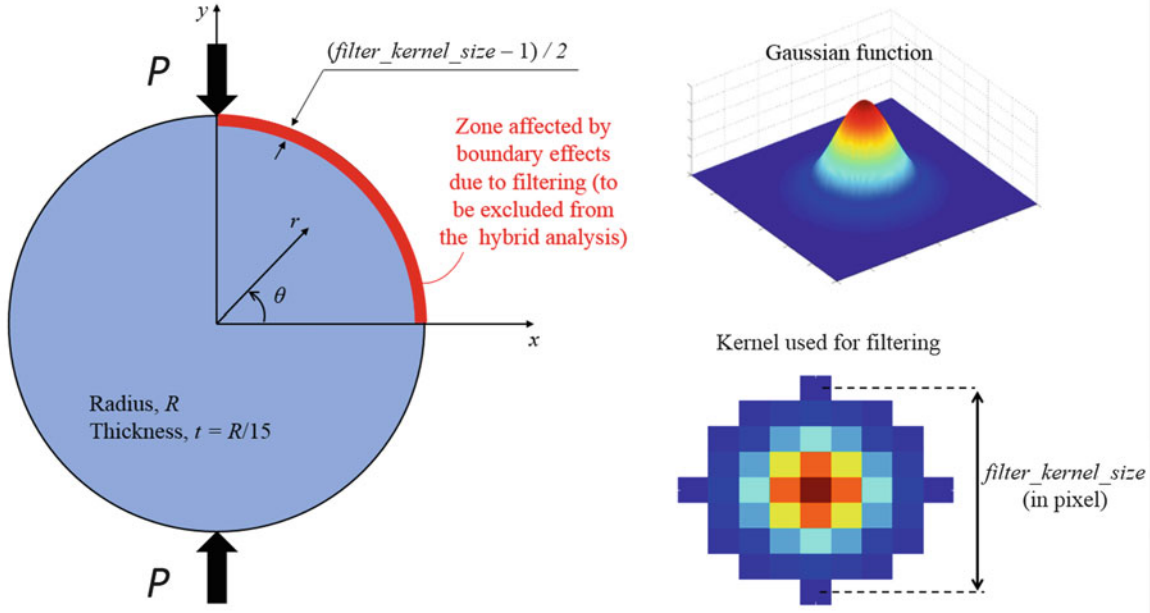 y
P
(filter_kernel_size – 1) / 2
Zone affected by
boundary effects
due to filtering (to
be excluded from
the hybrid analysis)
r
θ
x
Radius, R
Thickness, t = R/15
P
Gaussian function
Kernel used for filtering
filter_kernel_size
(in pixel)